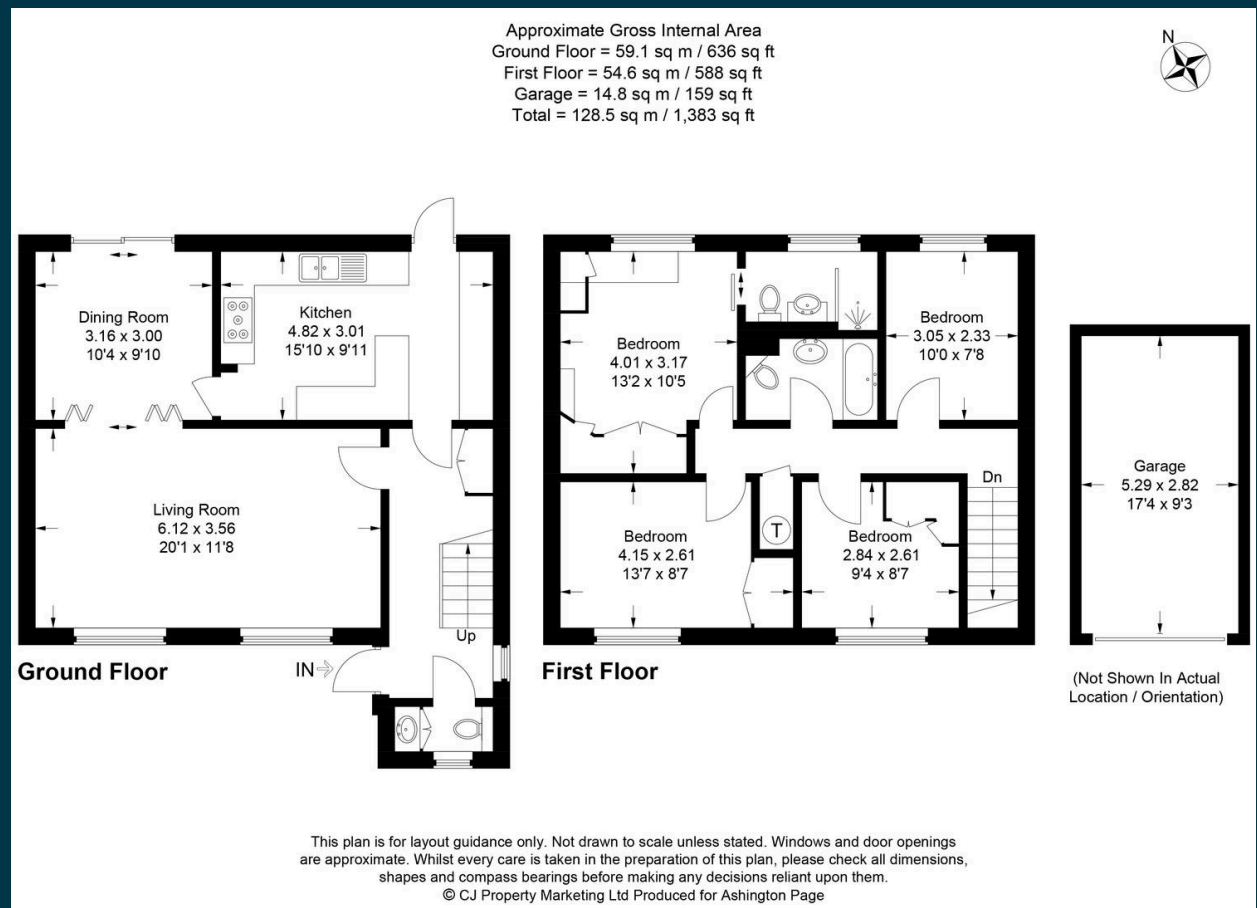 Approximate Gross Internal Area
Ground Floor = 59.1 sq m / 636 sq ft
First Floor = 54.6 sq m / 588 sq ft
Garage = 14.8 sq m / 159 sq ft
Total = 128.5 sq m / 1,383 sq ft
N
Dining Room
3.16 x 3.00
10'4 x 9'10
Kitchen
4.82 x 3.01
15'10 x 9'11
Living Room
6.12 x 3.56
20'1 x 11'8
Up
IN
Ground Floor
Bedroom
4.01 x 3.17
13'2 x 10'5
Bedroom
3.05 x 2.33
10'0 x 7'8
Dn
Bedroom
4.15 x 2.61
13'7 x 8'7
T
Bedroom
2.84 x 2.61
9'4 x 8'7
First Floor
Garage
5.29 x 2.82
17'4 x 9'3
(Not Shown In Actual
Location / Orientation)
This plan is for layout guidance only. Not drawn to scale unless stated. Windows and door openings
are approximate. Whilst every care is taken in the preparation of this plan, please check all dimensions,
shapes and compass bearings before making any decisions reliant upon them.
© CJ Property Marketing Ltd Produced for Ashington Page